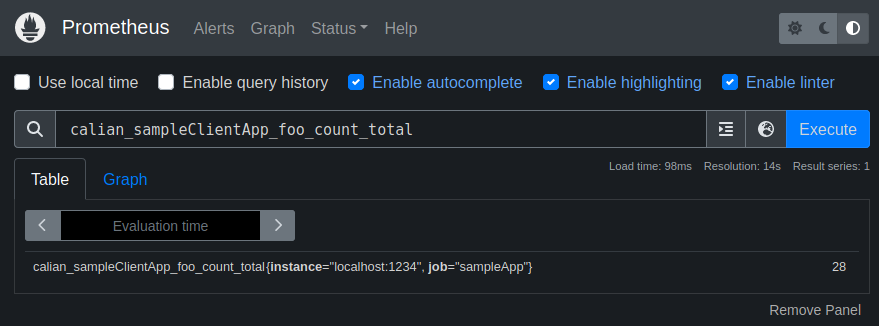 Prometheus Alerts Graph Status Help
Use local time Enable query history Enable autocomplete Enable highlighting Enable linter
calian_sampleClientApp_foo_count_total Execute
Load time: 98ms Resolution: 14s Result series: 1
Table Graph
Evaluation time
calian_sampleClientApp_foo_count_total{instance="localhost:1234", job="sampleApp"} 28
Remove Panel